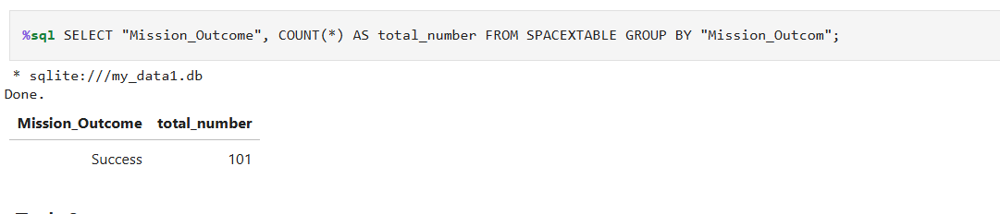 %sql SELECT "Mission_Outcome", COUNT(*) AS total_number FROM SPACEXTABLE GROUP BY "Mission_Outcom";
* sqlite:///my_data1.db
Done.
Mission_Outcome total_number
Success 101